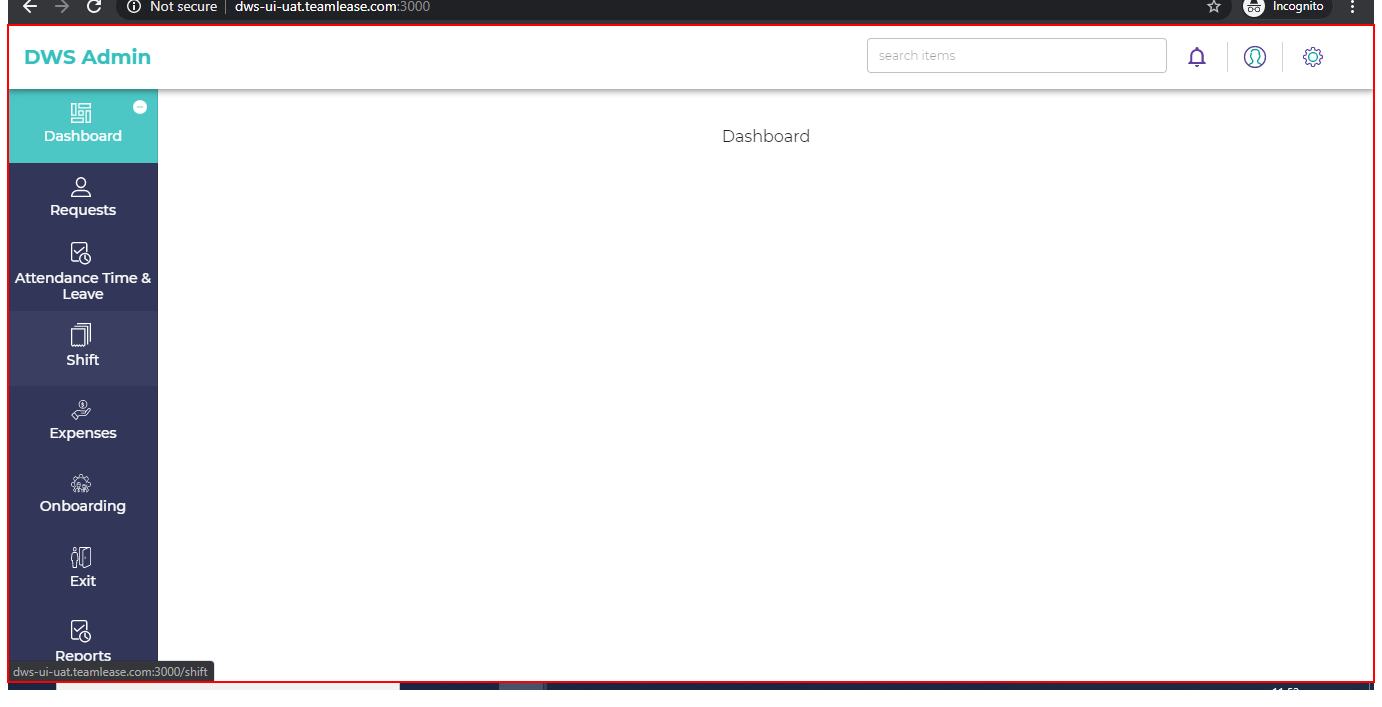 Not secure | dws-ui-uat.teamlease.com:3000
Incognito
DWS Admin
search items
Dashboard
Dashboard
Requests
Attendance Time &
Leave
Shift
Expenses
Onboarding
Exit
Reports
dws-ui-uat.teamlease.com:3000/shift